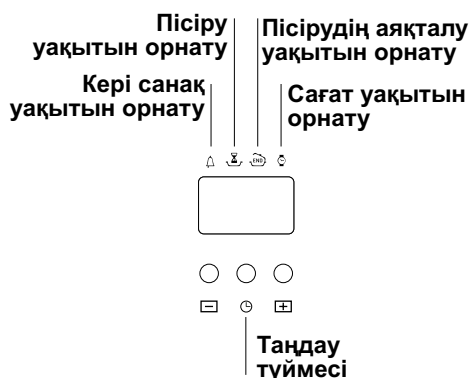 Пісіру
уақытын орнату
Пісірудің аяқталу
уақытын орнату
Кері санақ
уақытын орнату
Сағат уақытын
орнату
END
Таңдау
түймесі